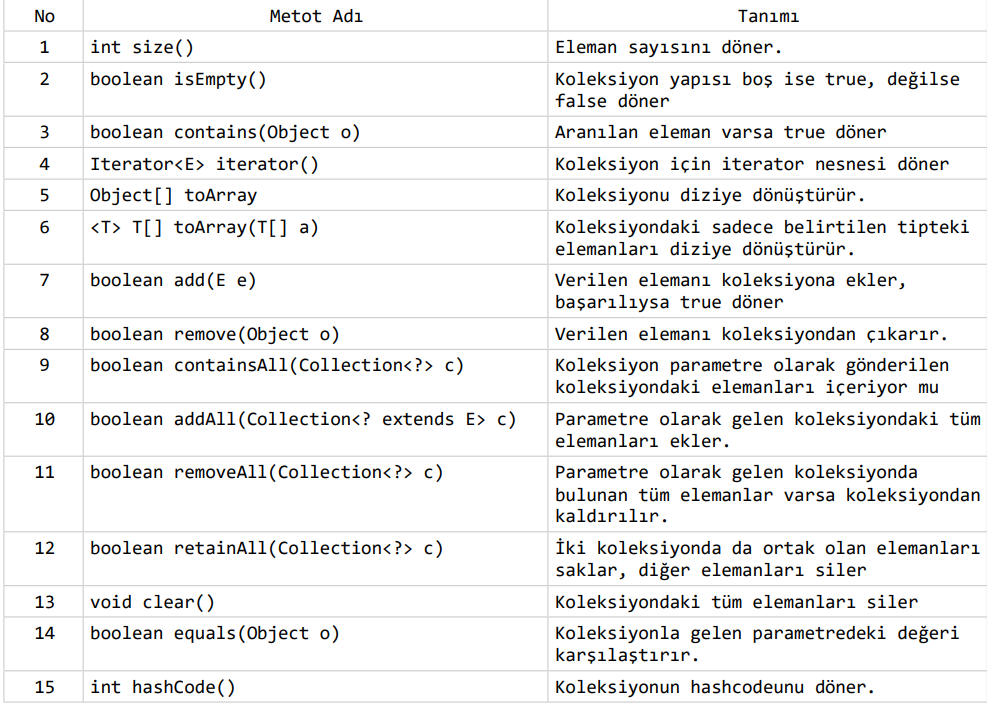 No Metot Adı Tanımı
1 int size() Eleman sayısını döner.
2 boolean isEmpty() Koleksiyon yapısı boş ise true, değilse
false döner
3 boolean contains(Object o) Aranılan eleman varsa true döner
4 Iterator<E> iterator() Koleksiyon için iterator nesnesi döner
5 Object[] toArray Koleksiyonu diziye dönüştürür.
6 <T> T[] toArray(T[] a) Koleksiyondaki sadece belirtilen tipteki
elemanları diziye dönüştürür.
7 boolean add(E e) Verilen elemanı koleksiyona ekler,
başarılıysa true döner
8 boolean remove(Object o) Verilen elemanı koleksiyondan çıkarır.
9 boolean containsAll(Collection<?> c) Koleksiyon parametre olarak gönderilen
koleksiyondaki elemanları içeriyor mu
10 boolean addAll(Collection<? extends E> c) Parametre olarak gelen koleksiyondaki tüm
elemanları ekler.
11 boolean removeAll(Collection<?> c) Parametre olarak gelen koleksiyonda
bulunan tüm elemanlar varsa koleksiyondan
kaldırılır.
12 boolean retainAll(Collection<?> c) İki koleksiyonda da ortak olan elemanları
saklar, diğer elemanları siler
13 void clear() Koleksiyondaki tüm elemanları siler
14 boolean equals(Object o) Koleksiyonla gelen parametredeki değeri
karşılaştırır.
15 int hashCode() Koleksiyonun hashcodeunu döner.